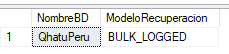 NombreBD ModeloRecuperacion
1 QhatuPeru BULK_LOGGED